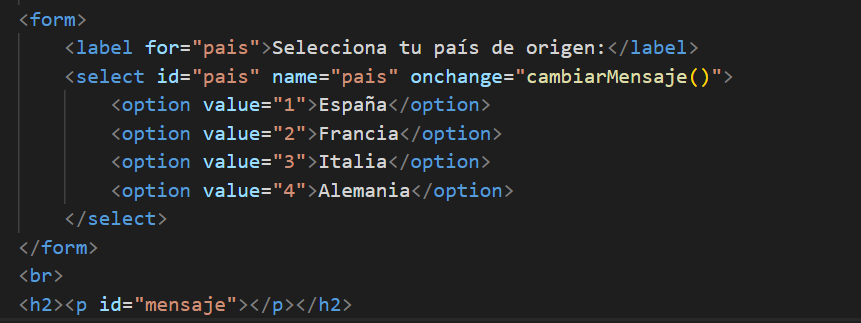 <form>
<label for="pais">Selecciona tu país de origen:</label>
<select id="pais" name="pais" onchange="cambiarMensaje()">
<option value="1">España</option>
<option value="2">Francia</option>
<option value="3">Italia</option>
<option value="4">Alemania</option>
</select>
</form>
<br>
<h2><p id="mensaje"></p></h2>